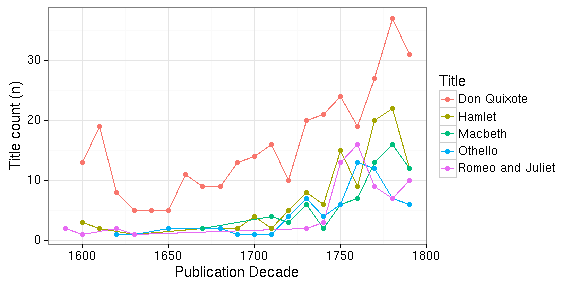 Title count (n)
30
20
10
0
1600
1650
1700
1750
1800
Publication Decade
Title
Don Quixote
Hamlet
Macbeth
Othello
Romeo and Juliet